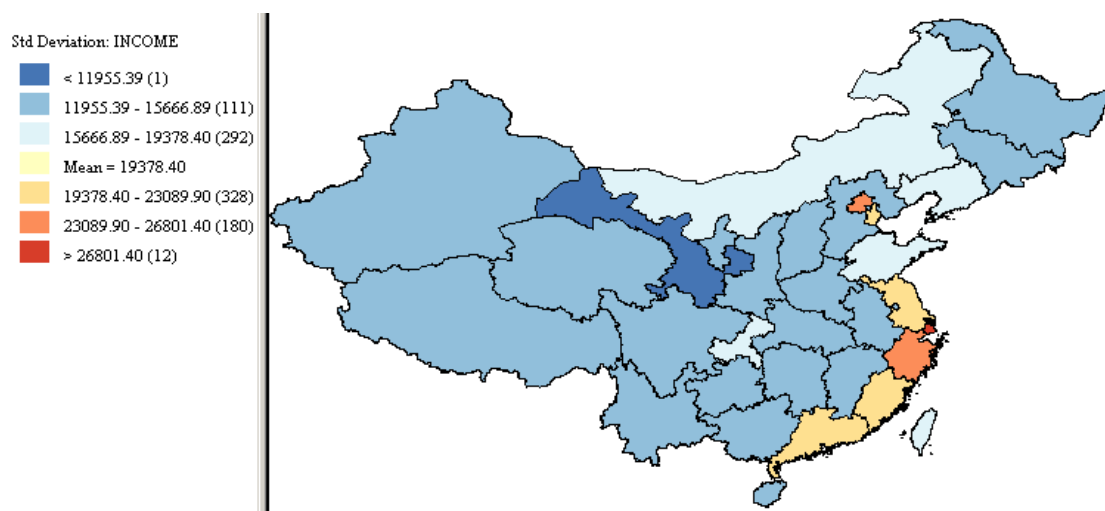 Std Deviation: INCOME
< 11955.39 (1)
11955.39 - 15666.89 (111)
15666.89 - 19378.40 (292)
Mean = 19378.40
19378.40 - 23089.90 (328)
23089.90 - 26801.40 (180)
> 26801.40 (12)